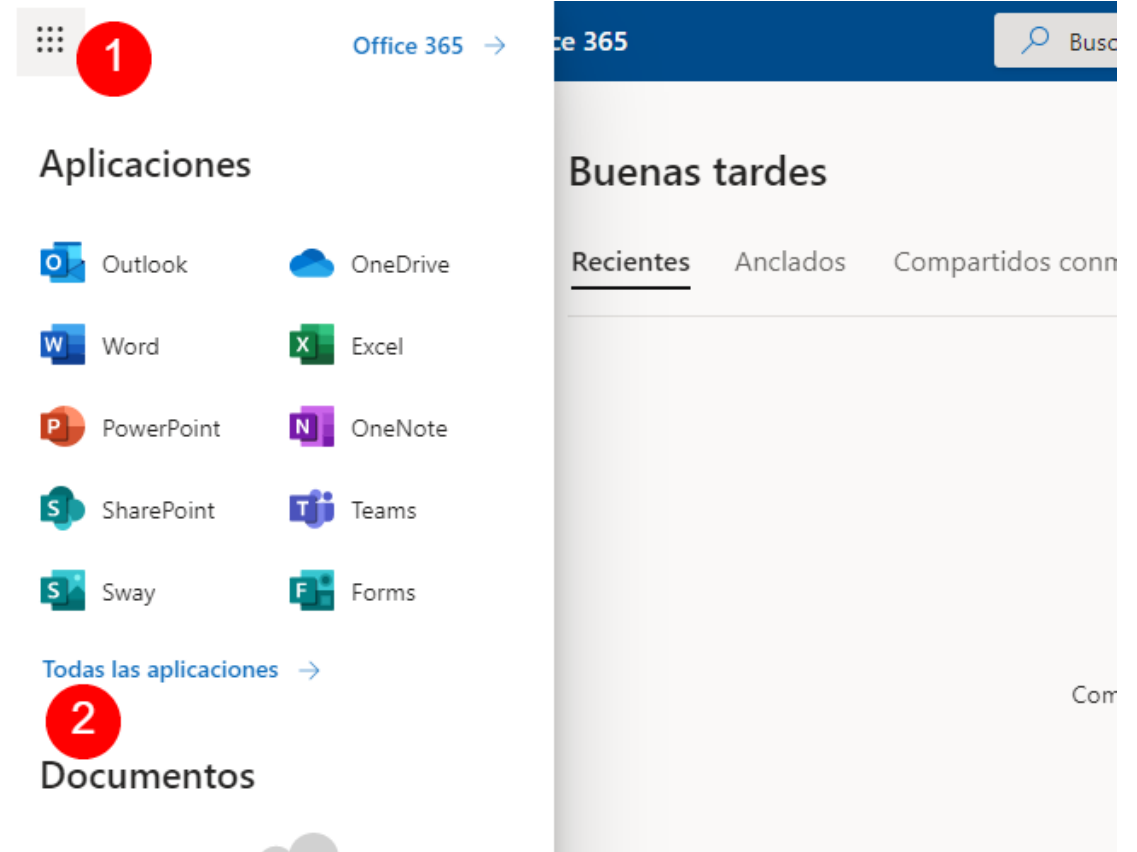 1
Office 365 →
ce 365
Busc
Aplicaciones
Outlook
OneDrive
Word
Excel
PowerPoint
OneNote
SharePoint
Teams
Sway
Forms
Todas las aplicaciones →
2
Documentos
Buenas tardes
Recientes Anclados Compartidos conm
Com